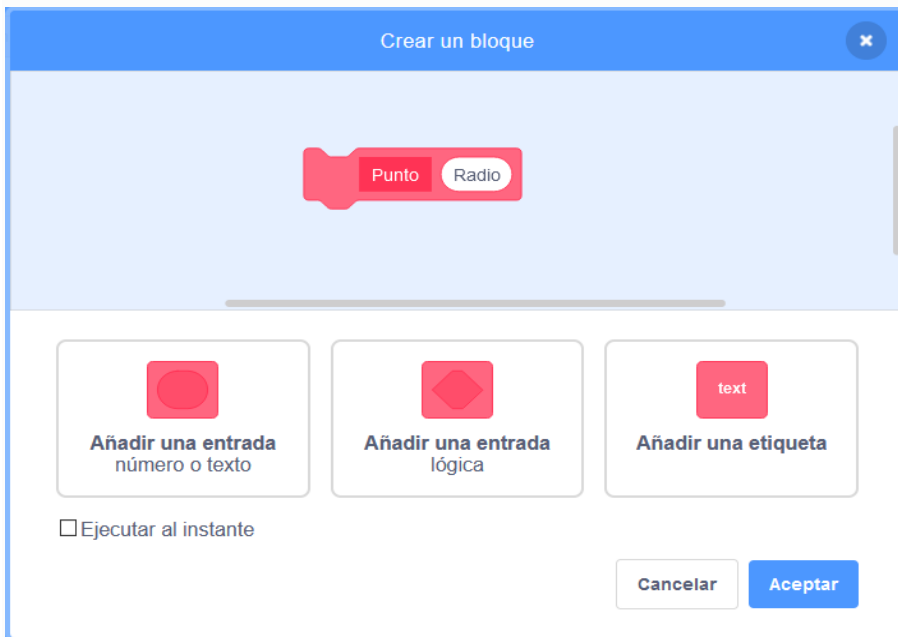 Crear un bloque
Punto Radio
text
Añadir una entrada
número o texto
Añadir una entrada
lógica
Añadir una etiqueta
Ejecutar al instante
Cancelar Aceptar